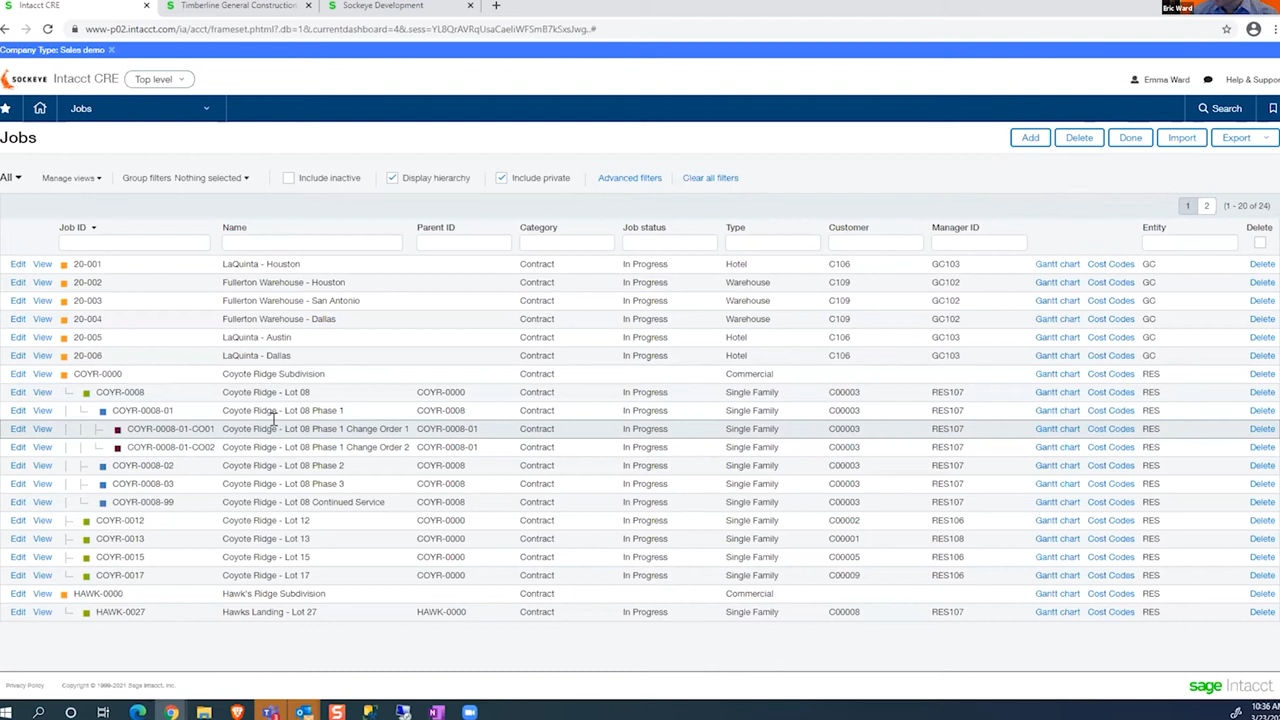 Intacct CRE × Timberline General Construction × Sockeye Development × +
Eric Ward
www-p02.intacct.com/ia/acct/frameset.phtml?.db=1&currentdashboard=4&.sess=
Company Type: Sales demo ×
SOCKEYE Intacct CRE Top level Emma Ward Help & Suppor
Jobs Search
Jobs Add Delete Done Import Export
All Manage views Group filters Nothing selected Include inactive Display hierarchy Include private Advanced filters Clear all filters
1 2 (1 - 20 of 24)
Job ID Name Parent ID Category Job status Type Customer Manager ID Entity Delete
Edit View 20-001 LaQuinta - Houston Contract In Progress Hotel C106 GC103 Gantt chart Cost Codes GC Delete
Edit View 20-002 Fullerton Warehouse - Houston Contract In Progress Warehouse C109 GC102 Gantt chart Cost Codes GC Delete
Edit View 20-003 Fullerton Warehouse - San Antonio Contract In Progress Warehouse C109 GC102 Gantt chart Cost Codes GC Delete
Edit View 20-004 Fullerton Warehouse - Dallas Contract In Progress Warehouse C109 GC102 Gantt chart Cost Codes GC Delete
Edit View 20-005 LaQuinta - Austin Contract In Progress Hotel C106 GC103 Gantt chart Cost Codes GC Delete
Edit View 20-006 LaQuinta - Dallas Contract In Progress Hotel C106 GC103 Gantt chart Cost Codes GC Delete
Edit View COYR-0000 Coyote Ridge Subdivision Contract In Progress Commercial Gantt chart Cost Codes RES Delete
Edit View COYR-0008 Coyote Ridge - Lot 08 COYR-0000 Contract In Progress Single Family C00003 RES107 Gantt chart Cost Codes RES Delete
Edit View COYR-0008-01 Coyote Ridge - Lot 08 Phase 1 COYR-0008 Contract In Progress Single Family C00003 RES107 Gantt chart Cost Codes RES Delete
Edit View COYR-0008-01-CO01 Coyote Ridge - Lot 08 Phase 1 Change Order 1 COYR-0008-01 Contract In Progress Single Family C00003 RES107 Gantt chart Cost Codes RES Delete
Edit View COYR-0008-01-CO02 Coyote Ridge - Lot 08 Phase 1 Change Order 2 COYR-0008-01 Contract In Progress Single Family C00003 RES107 Gantt chart Cost Codes RES Delete
Edit View COYR-0008-02 Coyote Ridge - Lot 08 Phase 2 COYR-0008 Contract In Progress Single Family C00003 RES107 Gantt chart Cost Codes RES Delete
Edit View COYR-0008-03 Coyote Ridge - Lot 08 Phase 3 COYR-0008 Contract In Progress Single Family C00003 RES107 Gantt chart Cost Codes RES Delete
Edit View COYR-0008-99 Coyote Ridge - Lot 08 Continued Service COYR-0008 Contract In Progress Single Family C00003 RES107 Gantt chart Cost Codes RES Delete
Edit View COYR-0012 Coyote Ridge - Lot 12 COYR-0000 Contract In Progress Single Family C00002 RES106 Gantt chart Cost Codes RES Delete
Edit View COYR-0013 Coyote Ridge - Lot 13 COYR-0000 Contract In Progress Single Family C00001 RES108 Gantt chart Cost Codes RES Delete
Edit View COYR-0015 Coyote Ridge - Lot 15 COYR-0000 Contract In Progress Single Family C00005 RES106 Gantt chart Cost Codes RES Delete
Edit View COYR-0017 Coyote Ridge - Lot 17 COYR-0000 Contract In Progress Single Family C00009 RES106 Gantt chart Cost Codes RES Delete
Edit View HAWK-0000 Hawk's Ridge Subdivision Contract In Progress Commercial Gantt chart Cost Codes RES Delete
Edit View HAWK-0027 Hawks Landing - Lot 27 HAWK-0000 Contract In Progress Single Family C00008 RES107 Gantt chart Cost Codes RES Delete
Privacy Policy Copyright © 1999-2021 Sage Intacct, Inc. sage Intacct
10:36 A
3/23/20